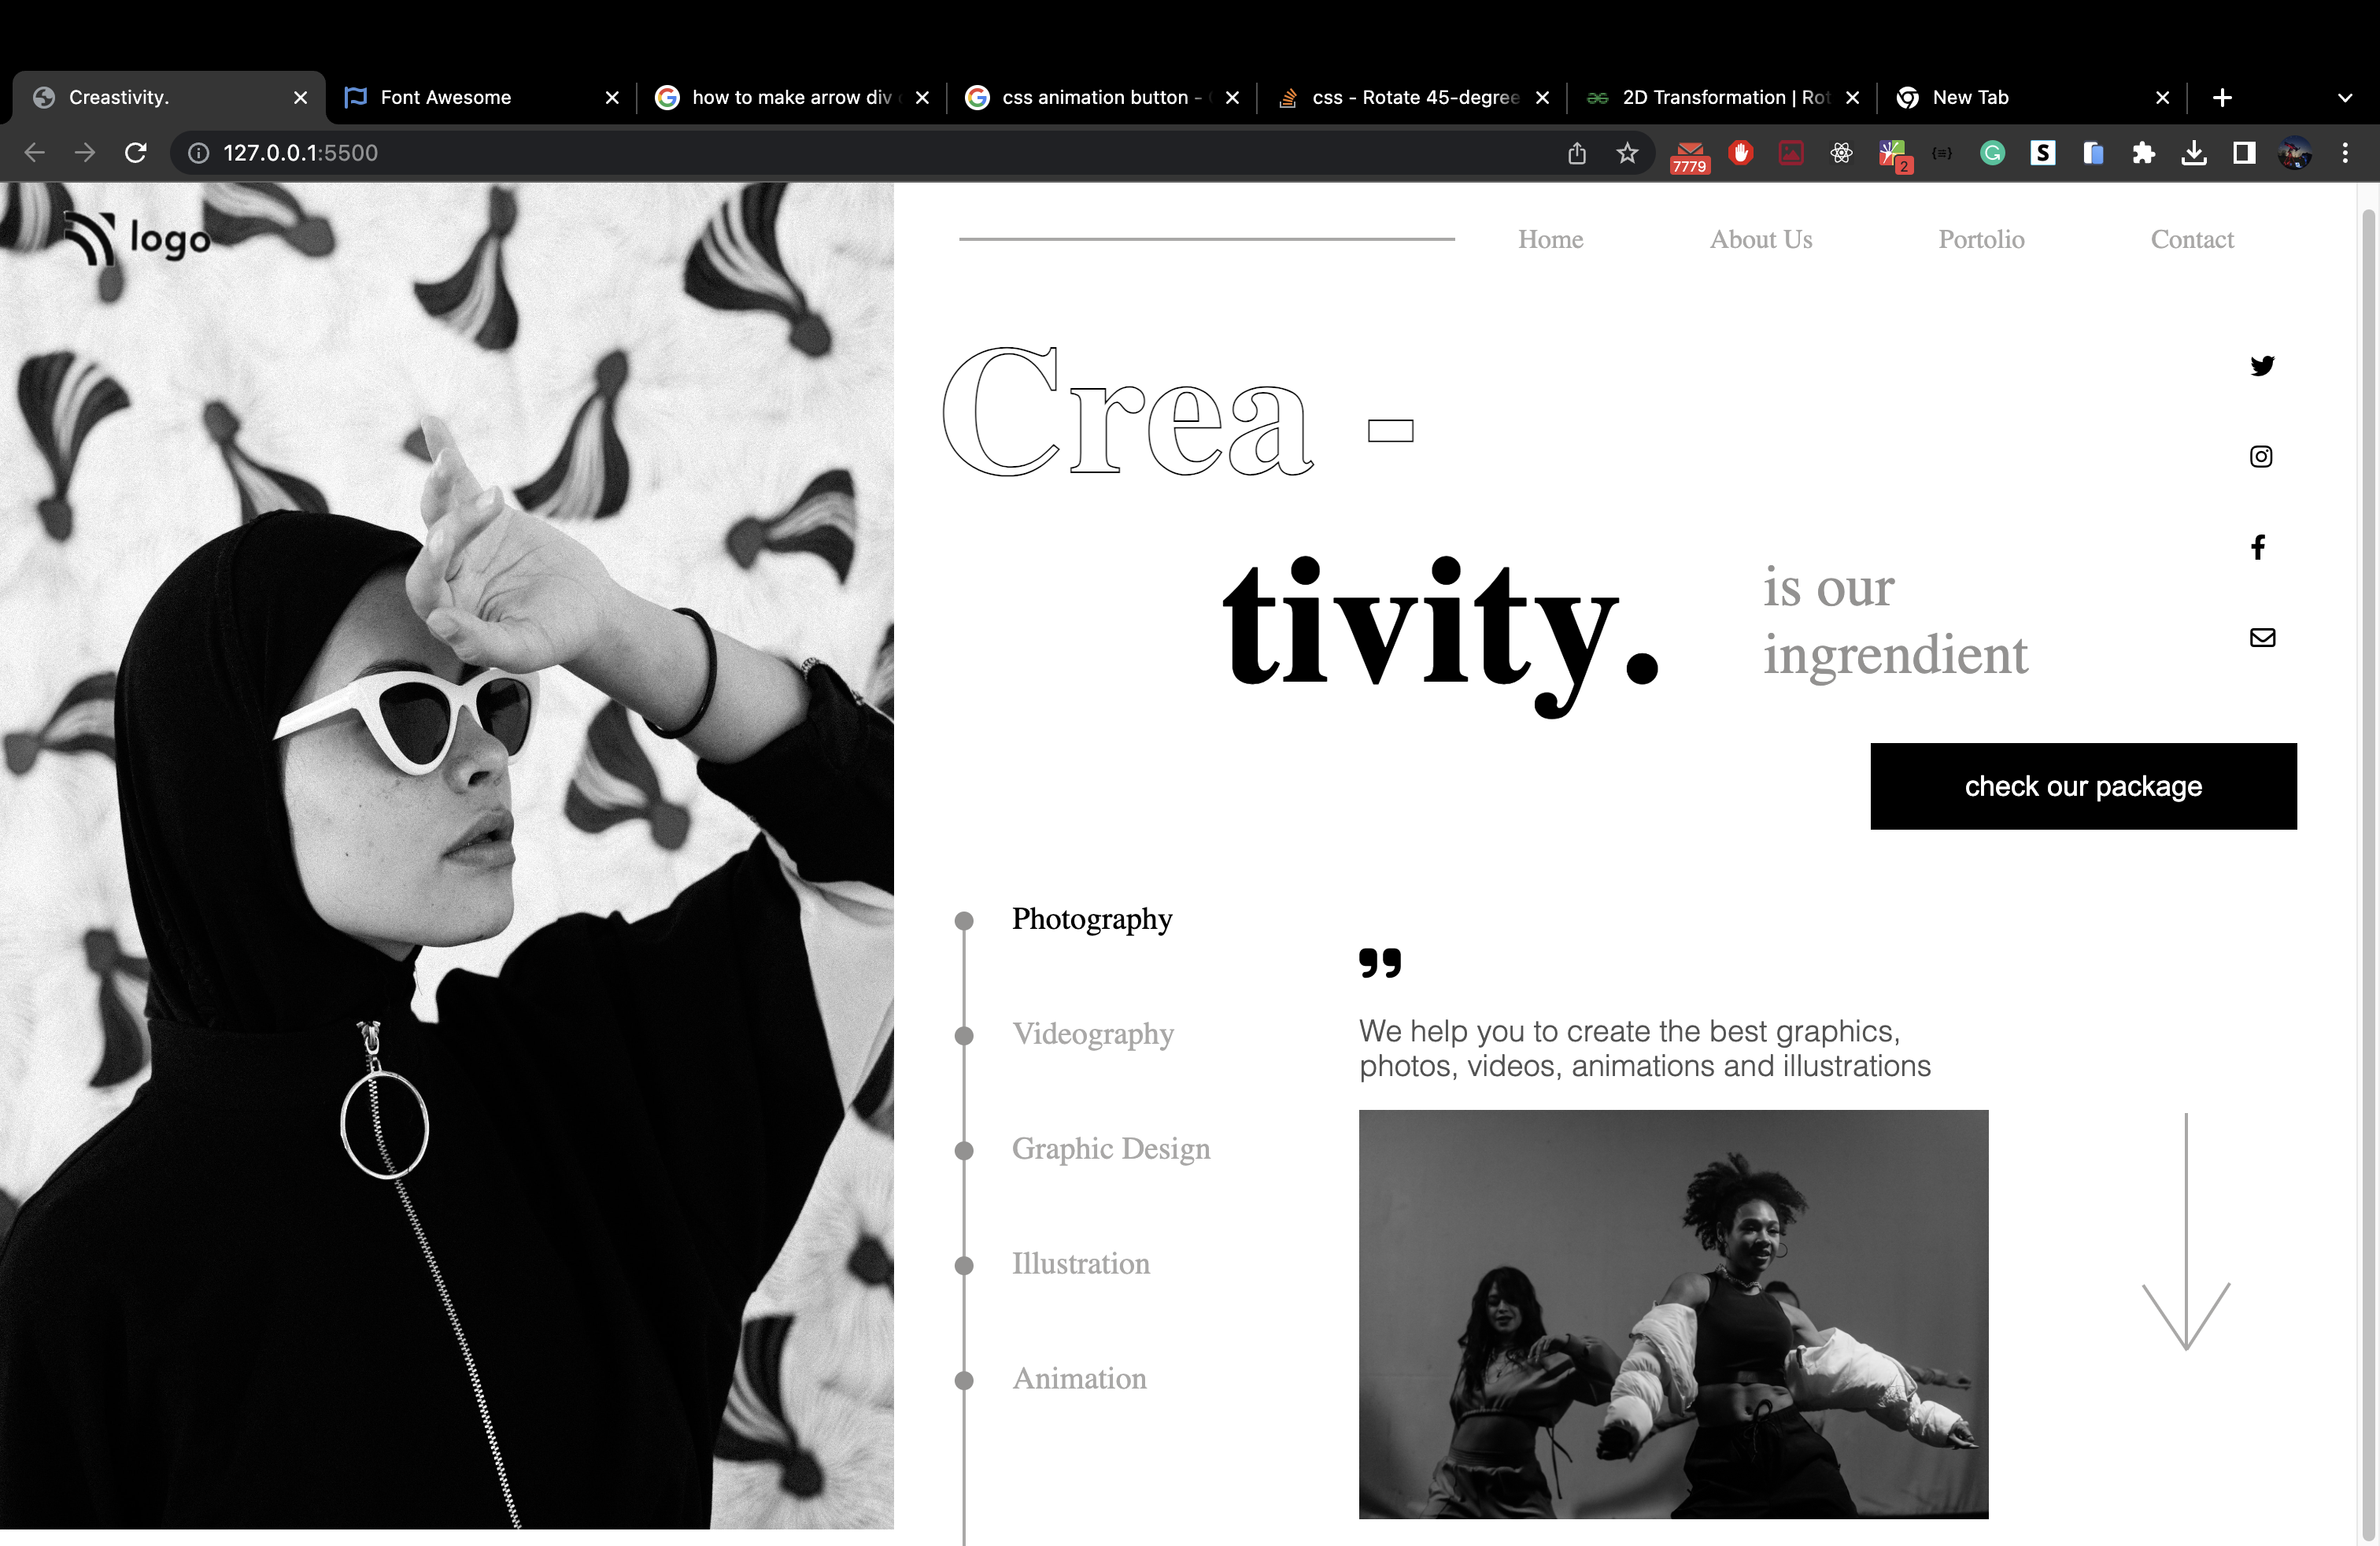 Creastivity.
Font Awesome
how to make arrow div
css animation button -
css - Rotate 45-degree
2D Transformation | Rot
New Tab
127.0.0.1:5500
7779
2
logo
Home
About Us
Portolio
Contact
Crea -
tivity.
is our
ingrendient
check our package
Photography
Videography
Graphic Design
Illustration
Animation
”
We help you to create the best graphics,
photos, videos, animations and illustrations